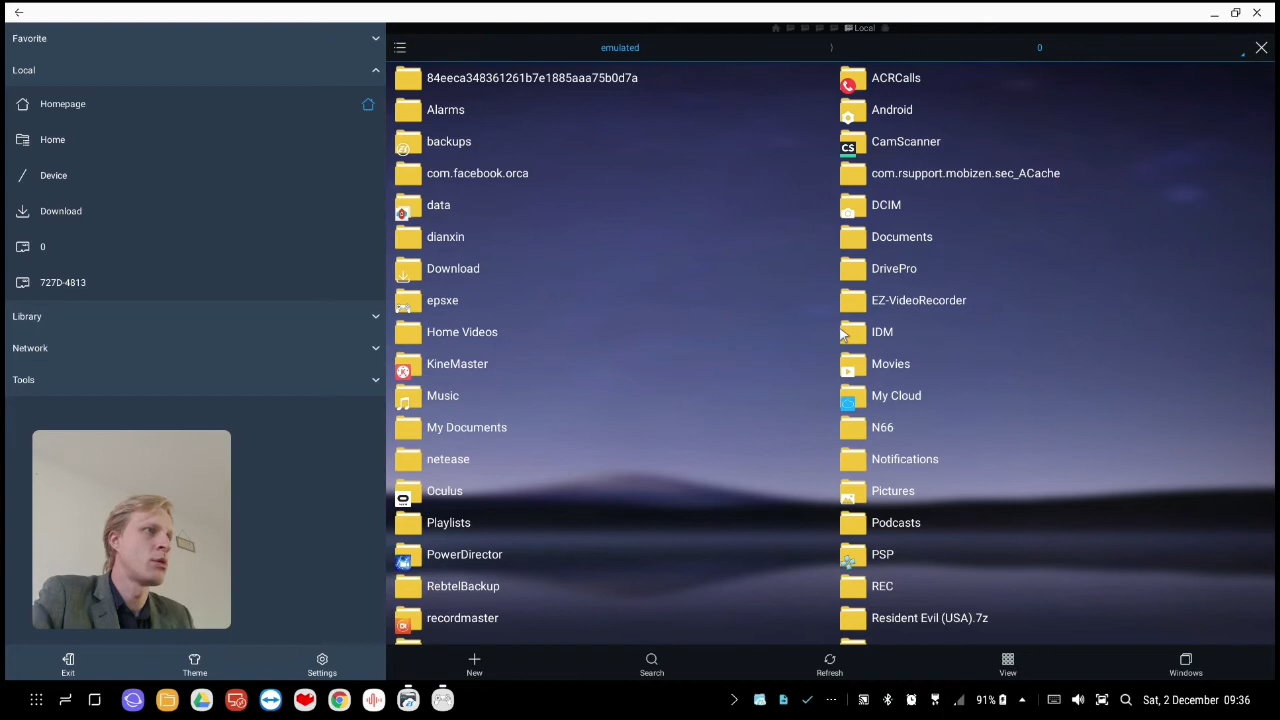 Local
Favorite
Local
Homepage
Home
Device
Download
0
727D-4813
Library
Network
Tools
Exit
Theme
Settings
emulated
0
84eeca348361261b7e1885aaa75b0d7a
ACRCalls
Alarms
Android
backups
CamScanner
CS
com.facebook.orca
com.rsupport.mobizen.sec_ACache
data
DCIM
dianxin
Documents
Download
DrivePro
epsxe
EZ-VideoRecorder
Home Videos
IDM
KineMaster
Movies
Music
My Cloud
My Documents
N66
netease
Notifications
Oculus
Pictures
Playlists
Podcasts
PowerDirector
PSP
RebtelBackup
REC
recordmaster
Resident Evil (USA).7z
New
Search
Refresh
View
Windows
91%
Sat, 2 December 09:36